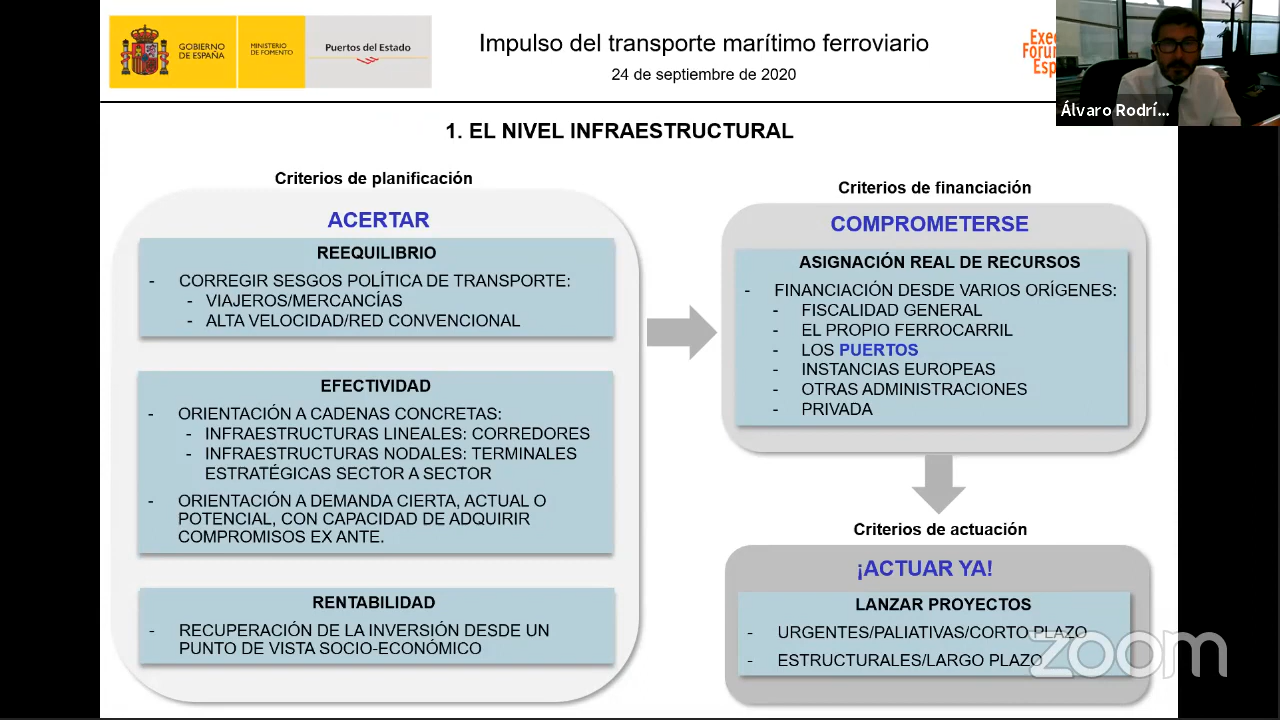 GOBIERNO
DE ESPAÑA
MINISTERIO
DE FOMENTO
Puertos del Estado
Impulso del transporte marítimo ferroviario
24 de septiembre de 2020
Álvaro Rodrí...
1. EL NIVEL INFRAESTRUCTURAL
Criterios de planificación
ACERTAR
REEQUILIBRIO
- CORREGIR SESGOS POLÍTICA DE TRANSPORTE:
- VIAJEROS/MERCANCÍAS
- ALTA VELOCIDAD/RED CONVENCIONAL
EFECTIVIDAD
- ORIENTACIÓN A CADENAS CONCRETAS:
- INFRAESTRUCTURAS LINEALES: CORREDORES
- INFRAESTRUCTURAS NODALES: TERMINALES
ESTRATÉGICAS SECTOR A SECTOR
- ORIENTACIÓN A DEMANDA CIERTA, ACTUAL O
POTENCIAL, CON CAPACIDAD DE ADQUIRIR
COMPROMISOS EX ANTE.
RENTABILIDAD
- RECUPERACIÓN DE LA INVERSIÓN DESDE UN
PUNTO DE VISTA SOCIO-ECONÓMICO
Criterios de financiación
COMPROMETERSE
ASIGNACIÓN REAL DE RECURSOS
- FINANCIACIÓN DESDE VARIOS ORÍGENES:
- FISCALIDAD GENERAL
- EL PROPIO FERROCARRIL
- LOS PUERTOS
- INSTANCIAS EUROPEAS
- OTRAS ADMINISTRACIONES
- PRIVADA
Criterios de actuación
¡ACTUAR YA!
LANZAR PROYECTOS
- URGENTES/PALIATIVAS/CORTO PLAZO
- ESTRUCTURALES/LARGO PLAZO
zoom